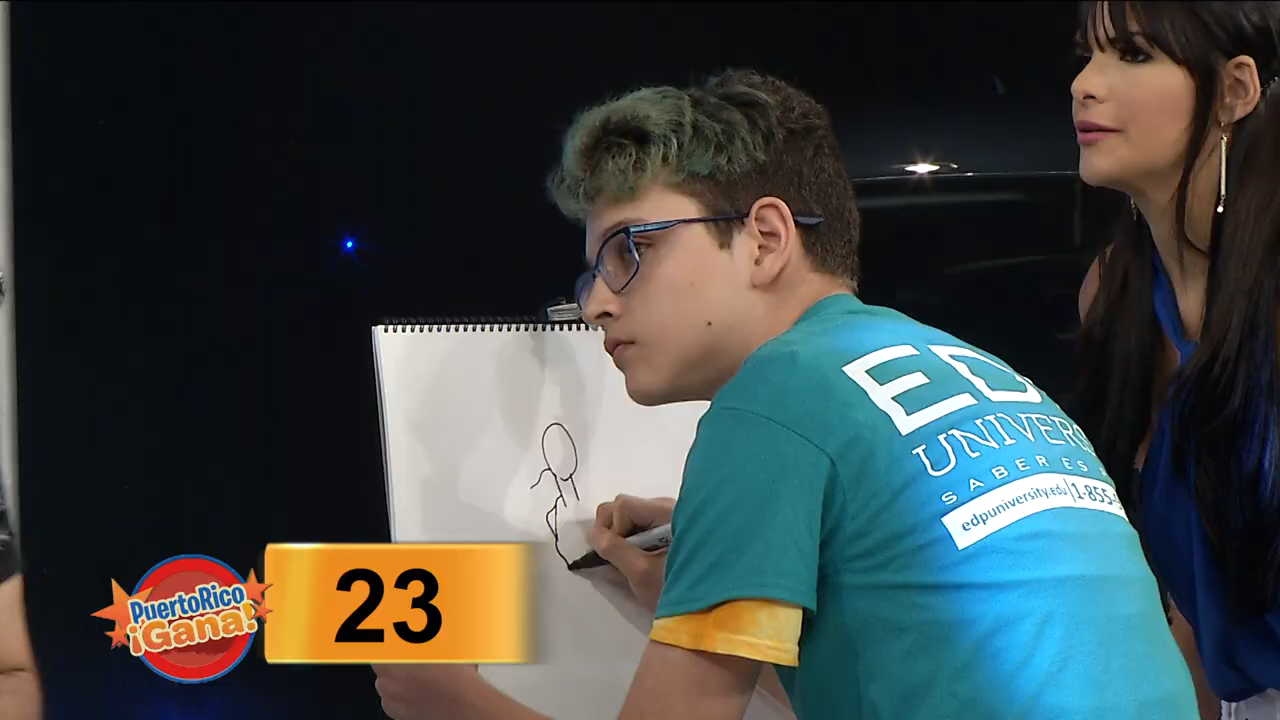 ED
UNIVERS
SABER ES
edpuniversity.edu | 1-855-
PuertoRico
¡Gana!
23